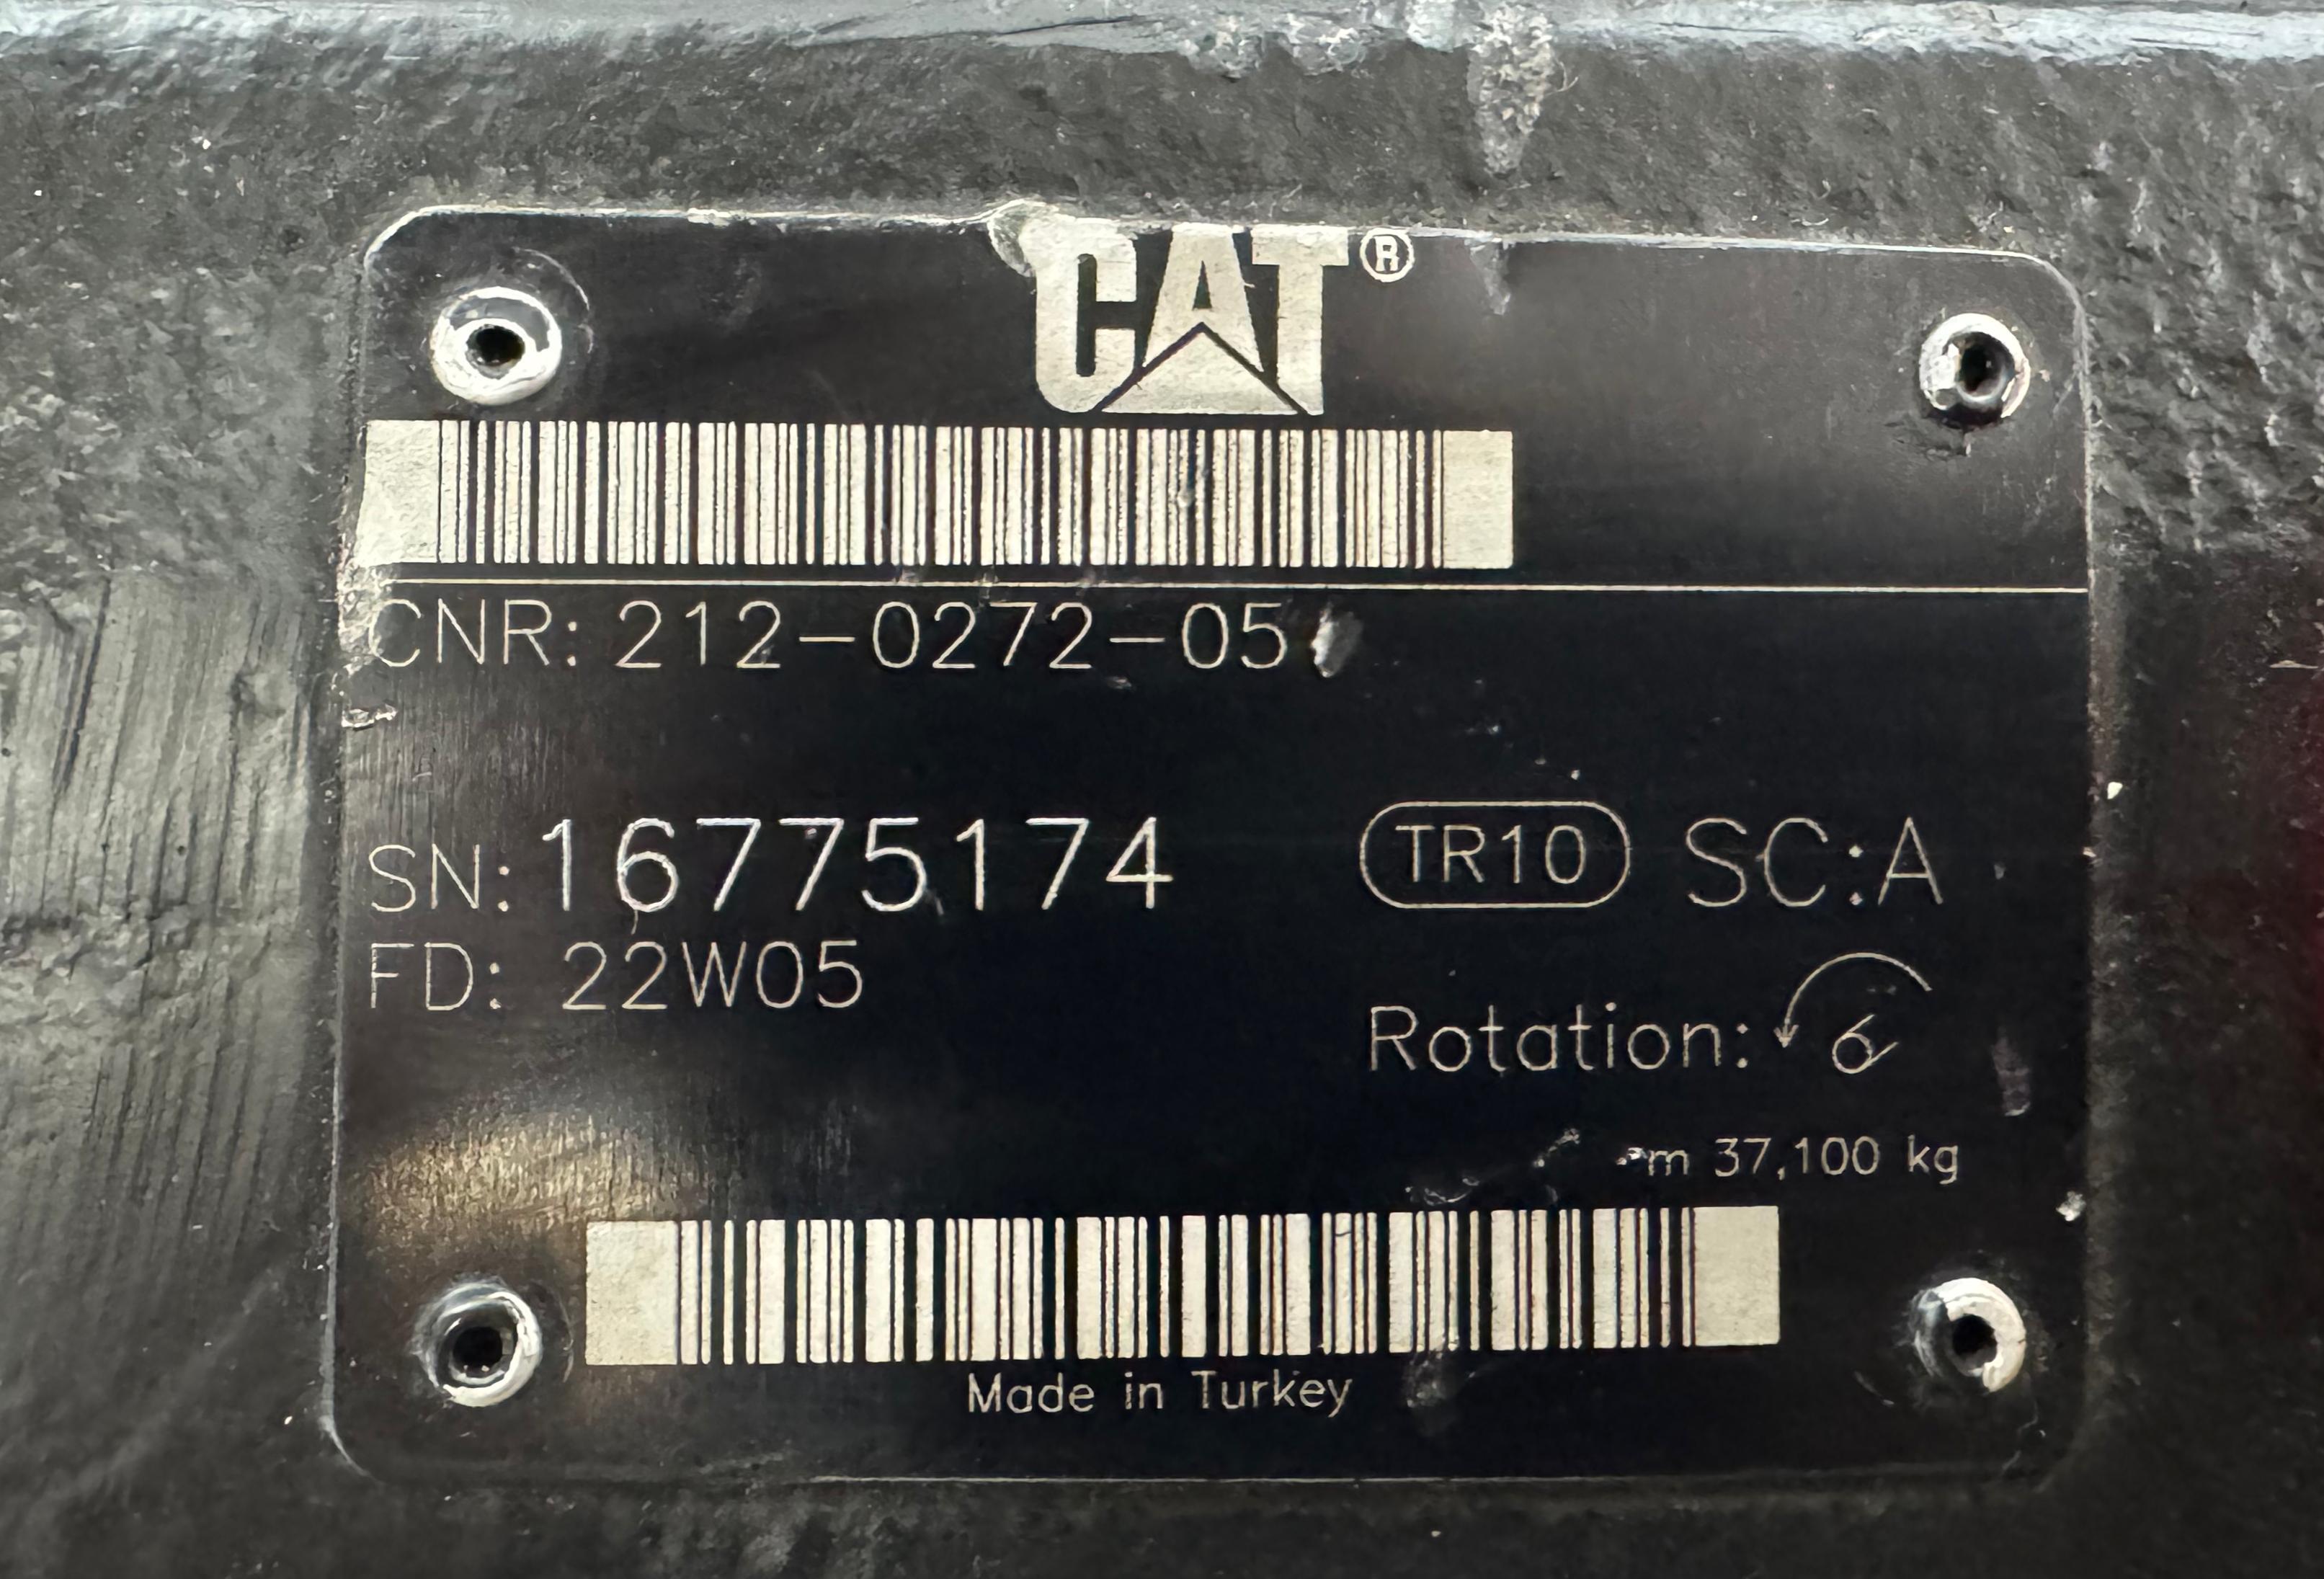 CAT®
CNR: 212-0272-05
SN: 16775174
TR10 SC:A
FD: 22W05
Rotation:
m 37,100 kg
Made in Turkey